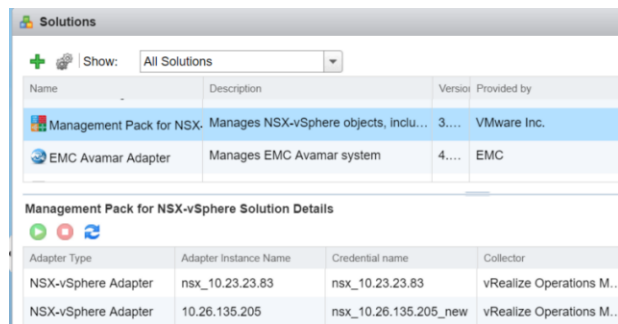 Solutions
Show: All Solutions
Name Description Version Provided by
Management Pack for NSX- Manages NSX-vSphere objects, inclu... 3.... VMware Inc.
EMC Avamar Adapter Manages EMC Avamar system 4.... EMC
Management Pack for NSX-vSphere Solution Details
Adapter Type Adapter Instance Name Credential name Collector
NSX-vSphere Adapter nsx_10.23.23.83 nsx_10.23.23.83 vRealize Operations M...
NSX-vSphere Adapter 10.26.135.205 nsx_10.26.135.205_new vRealize Operations M...